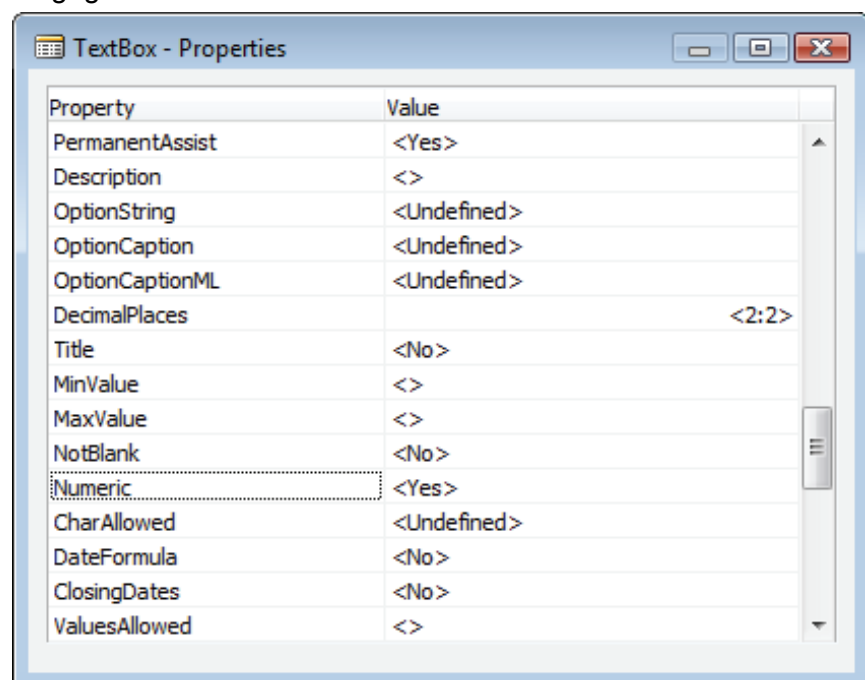 TextBox - Properties
Property Value
PermanentAssist <Yes>
Description <>
OptionString <Undefined>
OptionCaption <Undefined>
OptionCaptionML <Undefined>
DecimalPlaces <2:2>
Title <No>
MinValue <>
MaxValue <>
NotBlank <No>
Numeric <Yes>
CharAllowed <Undefined>
DateFormula <No>
ClosingDates <No>
ValuesAllowed <>